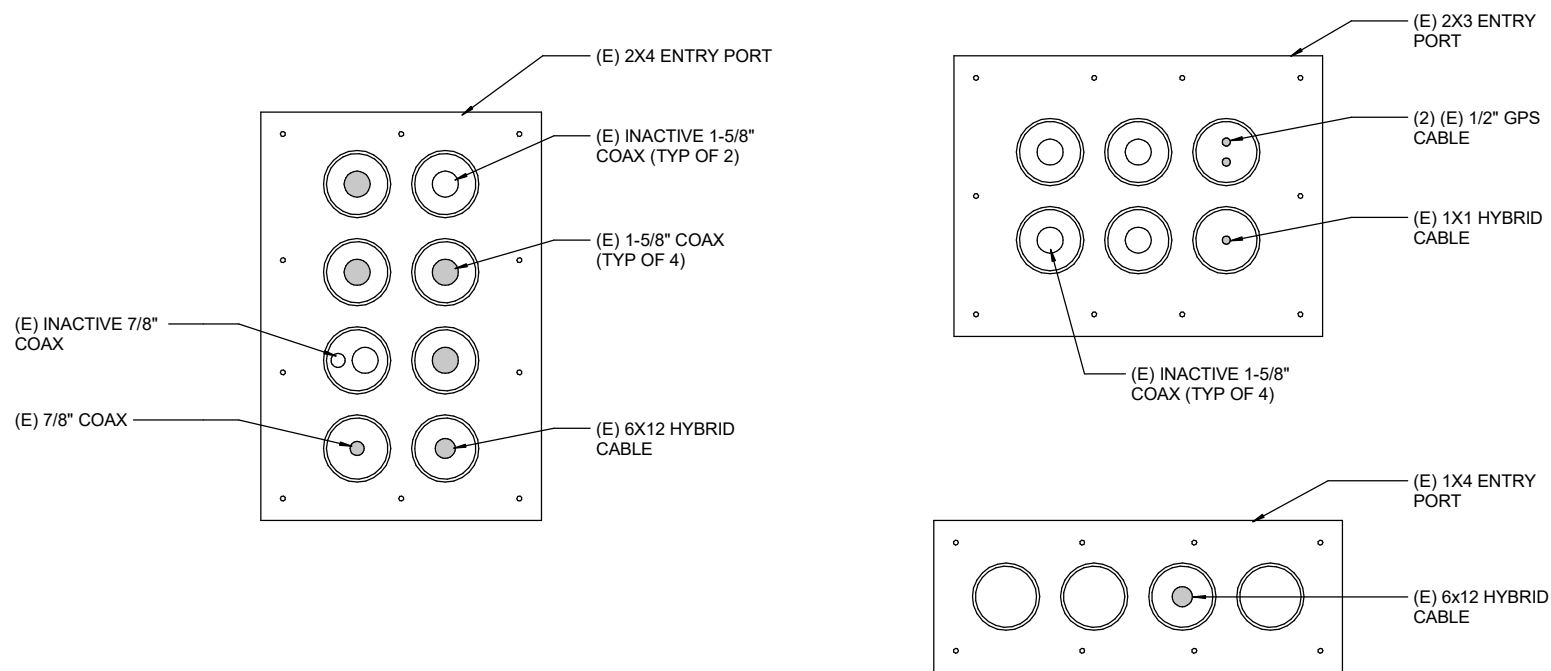 (E) 2X4 ENTRY PORT
(E) INACTIVE 1-5/8"
COAX (TYP OF 2)
(E) 1-5/8" COAX
(TYP OF 4)
(E) INACTIVE 7/8"
COAX
(E) 7/8" COAX
(E) 6X12 HYBRID
CABLE
(E) 2X3 ENTRY
PORT
(2) (E) 1/2" GPS
CABLE
(E) 1X1 HYBRID
CABLE
(E) INACTIVE 1-5/8"
COAX (TYP OF 4)
(E) 1X4 ENTRY
PORT
(E) 6x12 HYBRID
CABLE